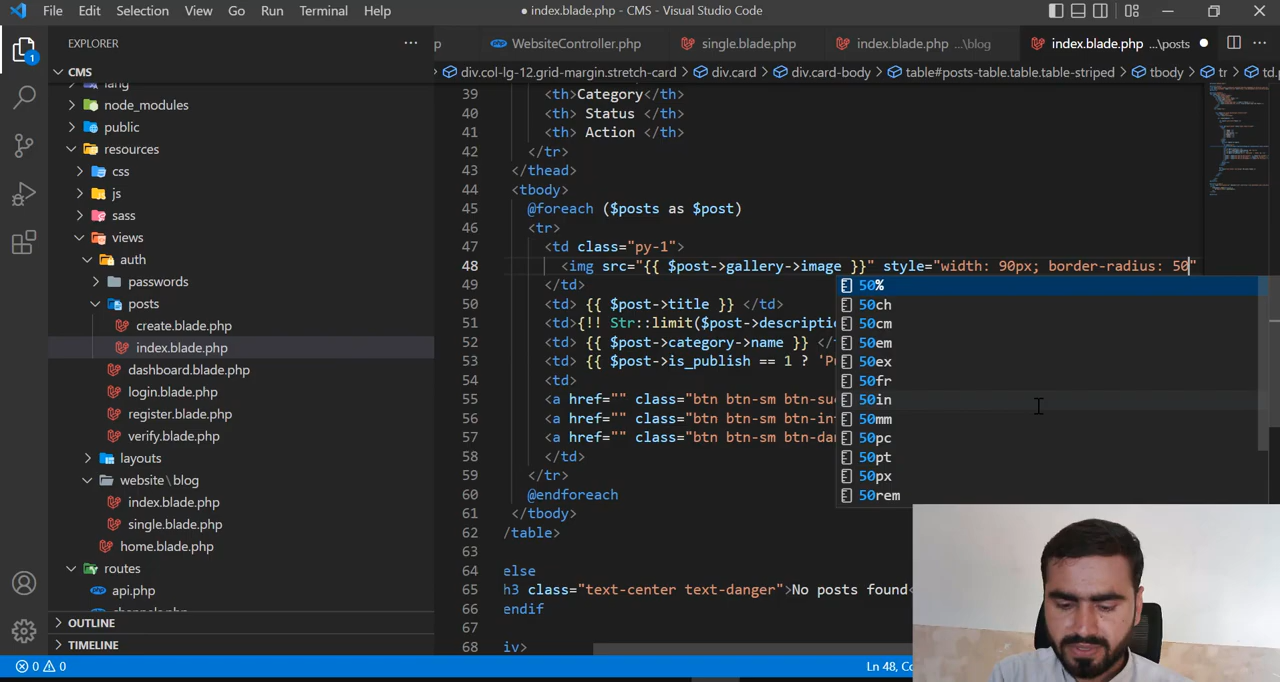 File Edit Selection View Go Run Terminal Help
● index.blade.php - CMS - Visual Studio Code
EXPLORER
p WebsiteController.php single.blade.php index.blade.php ...\blog index.blade.php ...\posts
CMS
div.col-lg-12.grid-margin.stretch-card > div.card > div.card-body > table#posts-table.table.table-striped > tbody > tr > td.p
lang
node_modules
public
resources
css
js
sass
views
auth
passwords
posts
create.blade.php
index.blade.php
dashboard.blade.php
login.blade.php
register.blade.php
verify.blade.php
layouts
website\blog
index.blade.php
single.blade.php
home.blade.php
routes
api.php
channels.php
OUTLINE
TIMELINE
39 <th>Category</th>
40 <th> Status </th>
41 <th> Action </th>
42 </tr>
43 </thead>
44 <tbody>
45 @foreach ($posts as $post)
46 <tr>
47 <td class="py-1">
48 <img src="{{ $post->gallery->image }}" style="width: 90px; border-radius: 50"
49 </td>
50 <td> {{ $post->title }} </td>
51 <td>{!! Str::limit($post->descriptio
52 <td> {{ $post->category->name }} </
53 <td> {{ $post->is_publish == 1 ? 'Pu
54 <td>
55 <a href="" class="btn btn-sm btn-su
56 <a href="" class="btn btn-sm btn-in
57 <a href="" class="btn btn-sm btn-da
58 </td>
59 </tr>
60 @endforeach
61 </tbody>
62 /table>
63
64 else
65 h3 class="text-center text-danger">No posts found
66 endif
67
68 iv>
50%
50ch
50cm
50em
50ex
50fr
50in
50mm
50pc
50pt
50px
50rem
1
0 0
Ln 48, Co